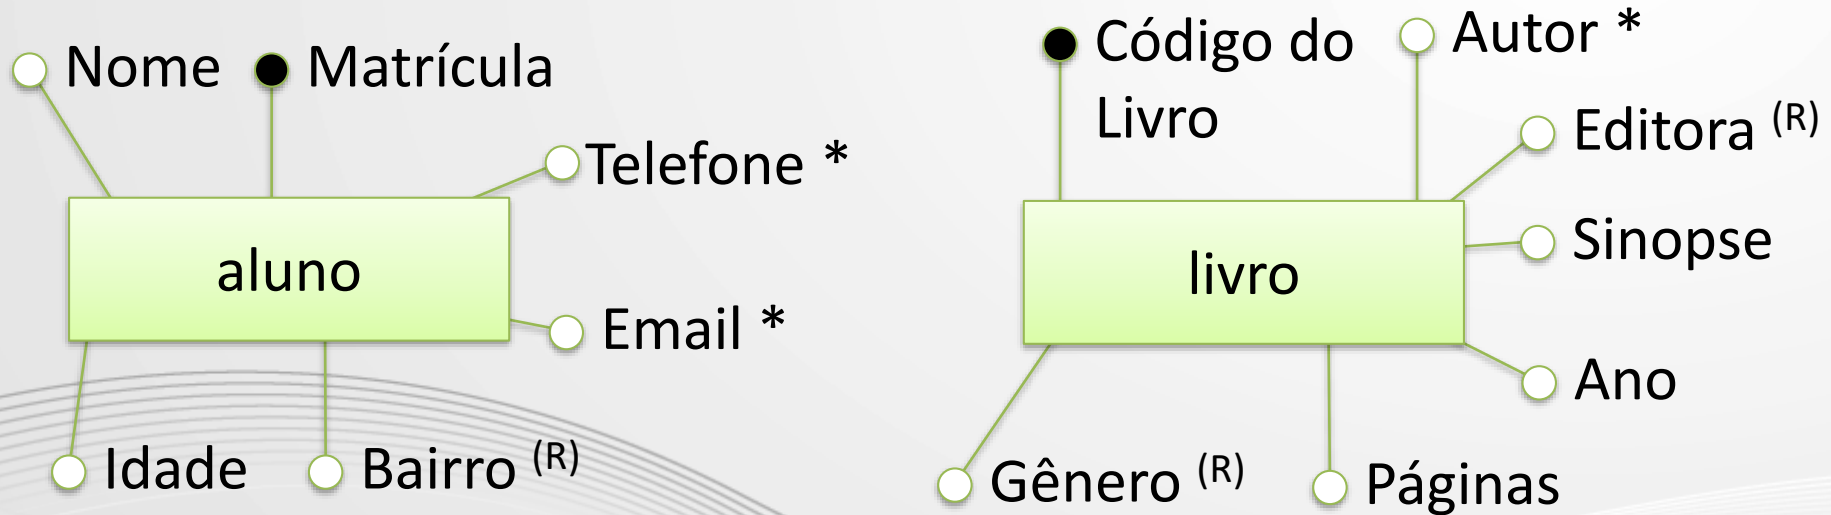 Nome
Matrícula
Telefone *
aluno
Email *
Idade
Bairro (R)
Código do
Livro
Autor *
Editora (R)
Sinopse
livro
Ano
Gênero (R)
Páginas